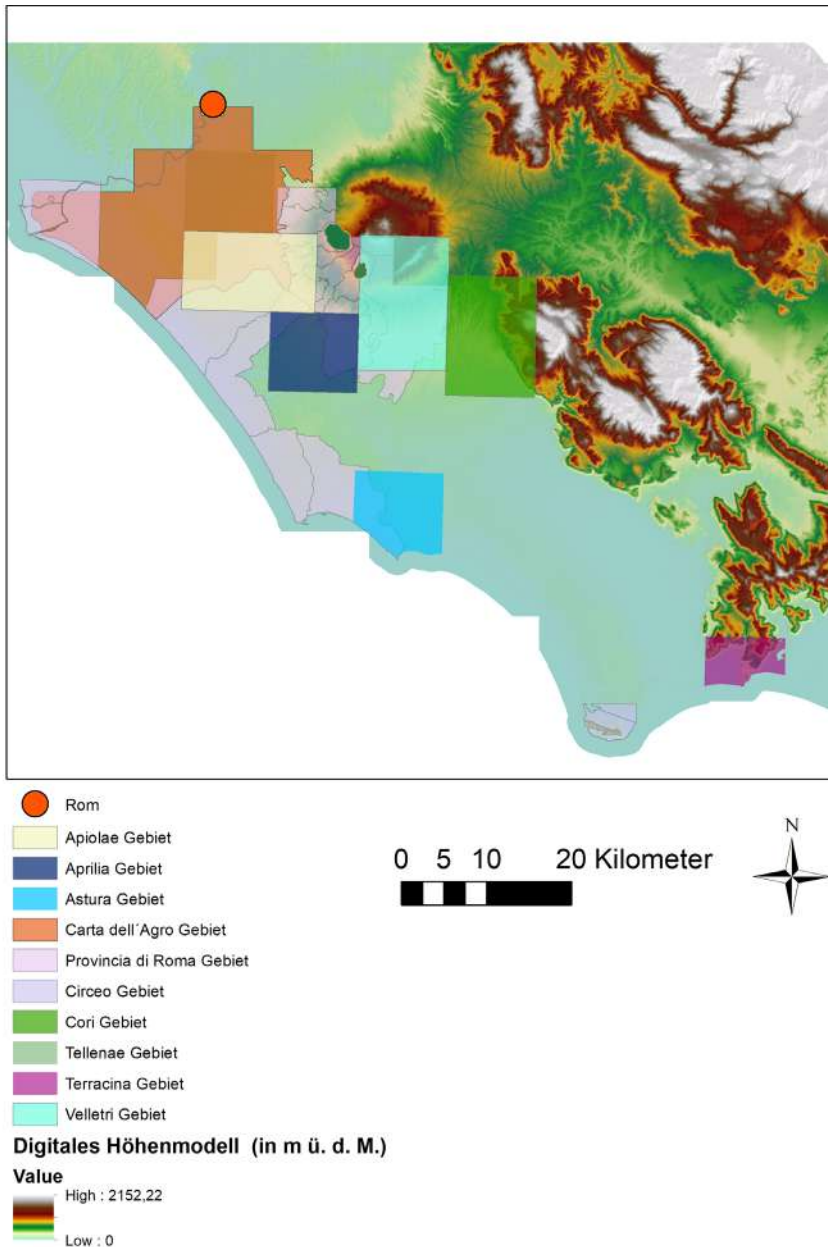 Rom
Apiolae Gebiet
Aprilia Gebiet
Astura Gebiet
Carta dell´Agro Gebiet
Provincia di Roma Gebiet
Circeo Gebiet
Cori Gebiet
Tellenae Gebiet
Terracina Gebiet
Velletri Gebiet
Digitales Höhenmodell (in m ü. d. M.)
Value
High : 2152,22
Low : 0
0 5 10 20 Kilometer
N